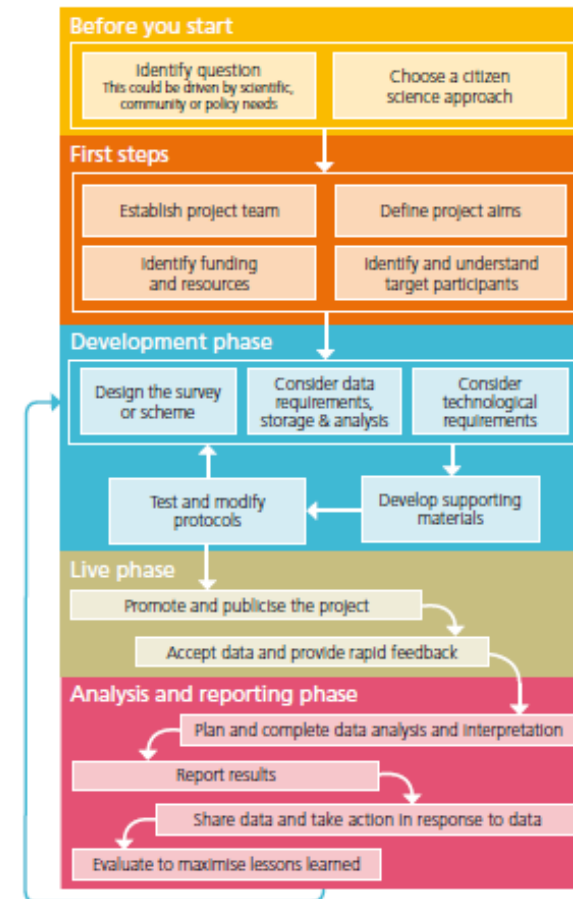 Before you start
Identify question
This could be driven by scientific,
community or policy needs
Choose a citizen
science approach
First steps
Establish project team
Define project aims
Identify funding
and resources
Identify and understand
target participants
Development phase
Design the survey
or scheme
Consider data
requirements,
storage & analysis
Consider
technological
requirements
Test and modify
protocols
Develop supporting
materials
Live phase
Promote and publicise the project
Accept data and provide rapid feedback
Analysis and reporting phase
Plan and complete data analysis and interpretation
Report results
Share data and take action in response to data
Evaluate to maximise lessons learned